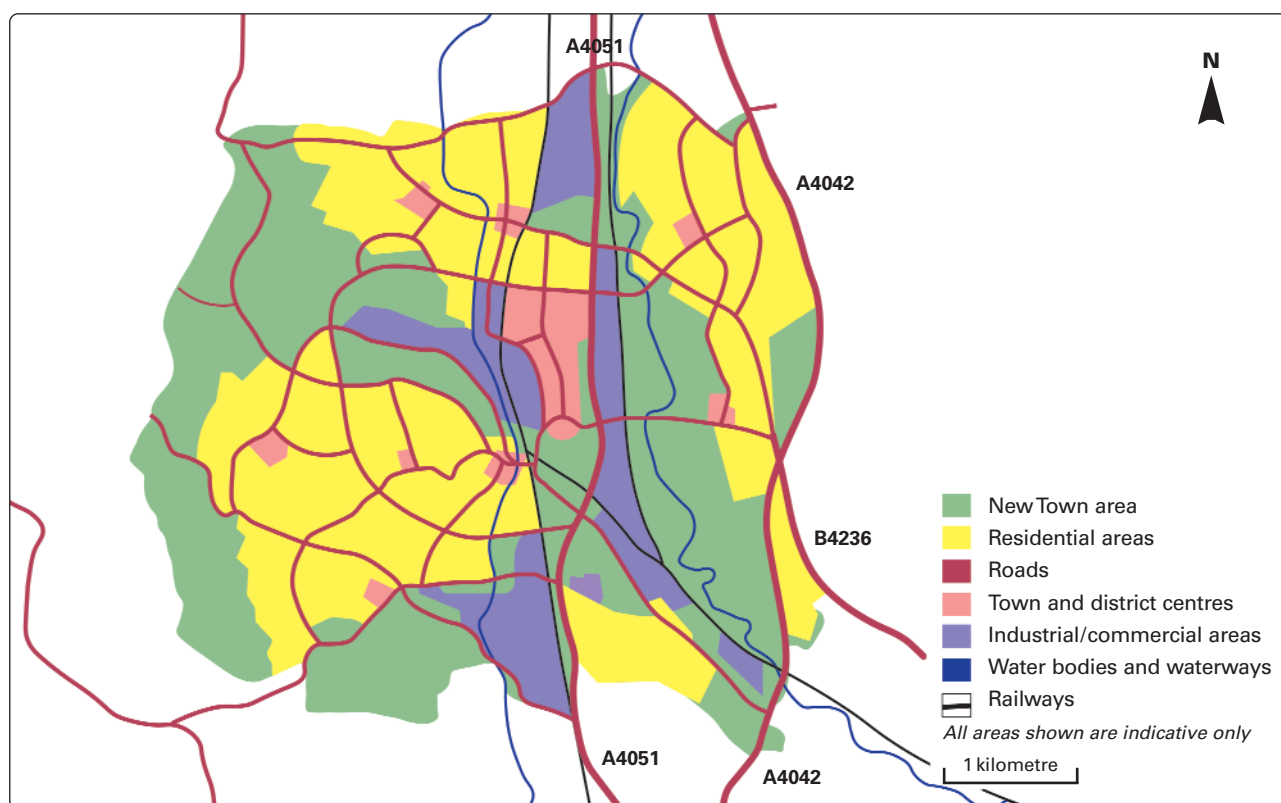 A4051
N
A4042
New Town area
Residential areas
B4236
Roads
Town and district centres
Industrial/commercial areas
Water bodies and waterways
Railways
All areas shown are indicative only
1 kilometre
A4051
A4042